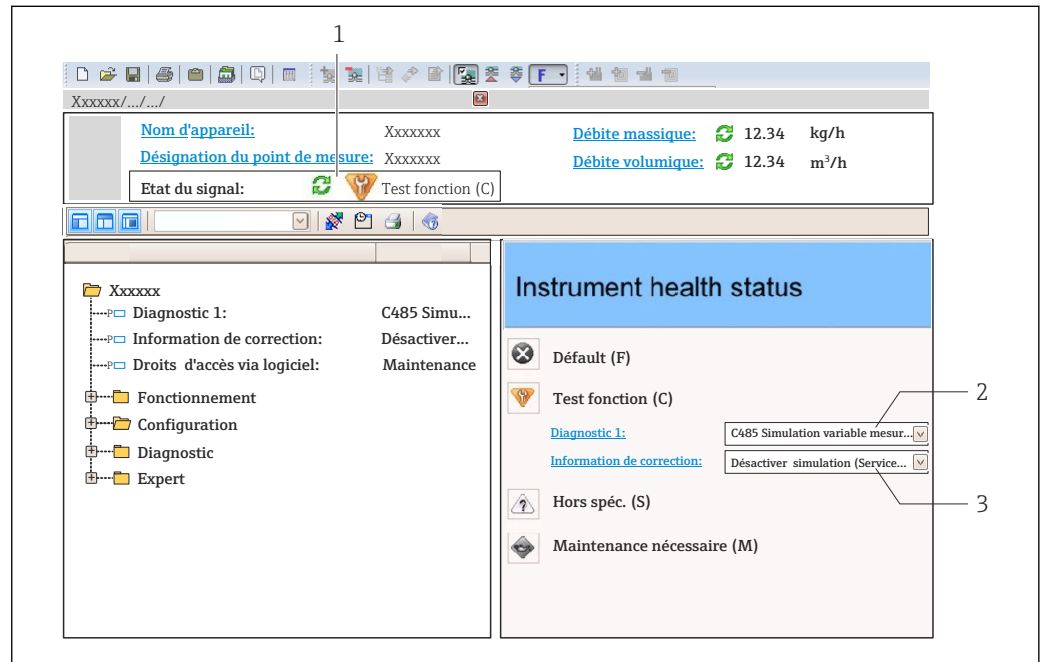 1
F
Xxxxxx/.../.../
Nom d'appareil: Xxxxxxx Débite massique: 12.34 kg/h
Désignation du point de mesure: Xxxxxxx Débite volumique: 12.34 m³/h
Etat du signal: Test fonction (C)
Instrument health status
Xxxxxx
P Diagnostic 1: C485 Simu...
P Information de correction: Désactiver...
P Droits d'accès via logiciel: Maintenance
Fonctionnement
Configuration
Diagnostic
Expert
Défault (F)
Test fonction (C)
2
Diagnostic 1: C485 Simulation variable mesur...
Information de correction: Désactiver simulation (Service...
3
Hors spéc. (S)
Maintenance nécessaire (M)